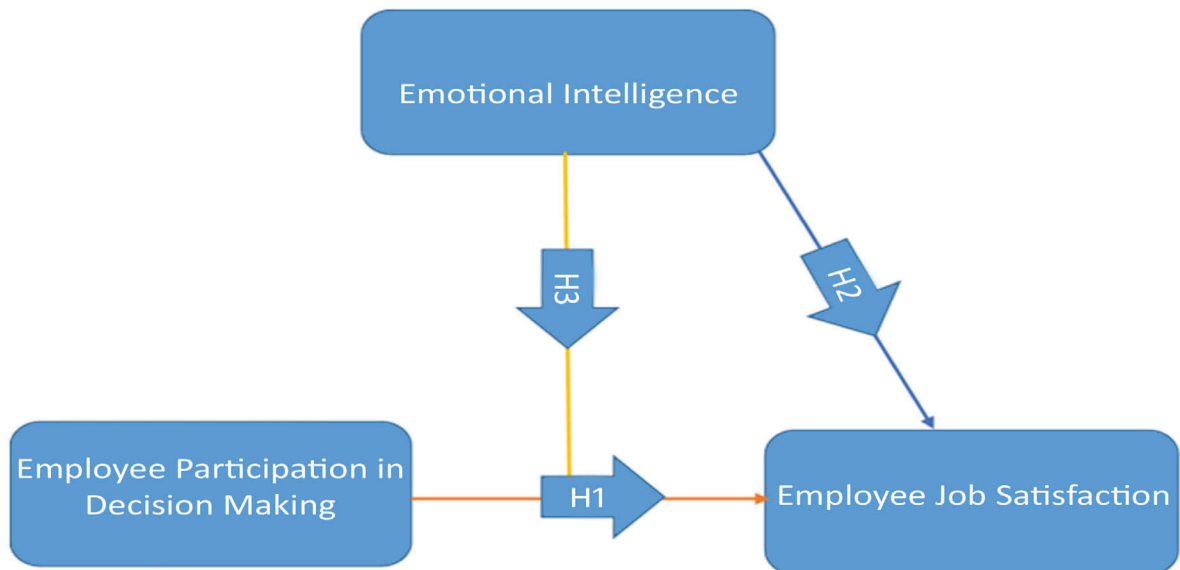 Emotional Intelligence
H3
H2
Employee Participation in
Decision Making
H1
Employee Job Satisfaction